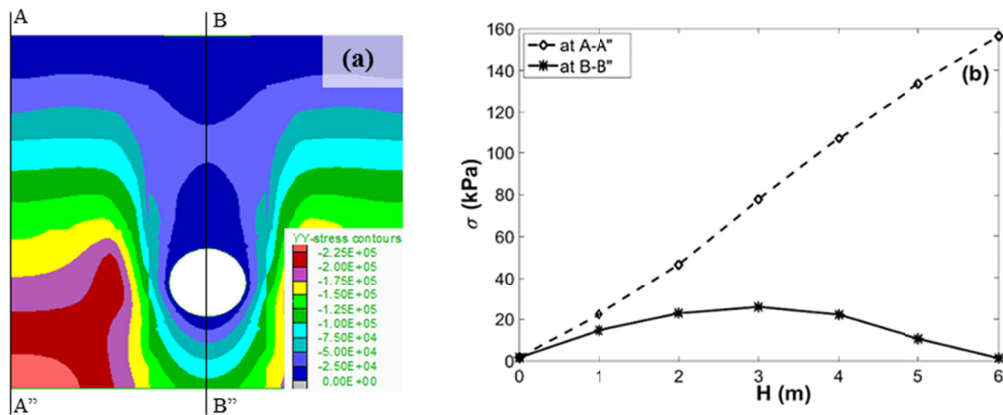 A
B
(a)
YY-stress contours
-2.25E+05
-2.00E+05
-1.75E+05
-1.50E+05
-1.25E+05
-1.00E+05
-7.50E+04
-5.00E+04
-2.50E+04
0.00E+00
A”
B”
160
140
120
100
80
60
40
20
0
σ (kPa)
at A-A"
at B-B"
(b)
0
1
2
3
4
5
6
H (m)